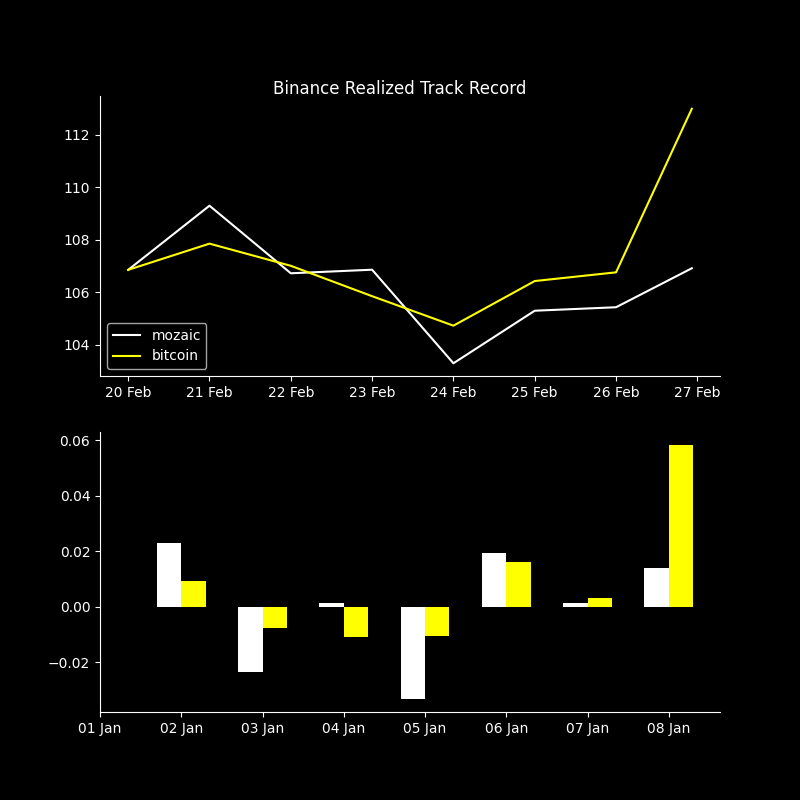 Binance Realized Track Record
112
110
108
106
104
mozaic
bitcoin
20 Feb 21 Feb 22 Feb 23 Feb 24 Feb 25 Feb 26 Feb 27 Feb
0.06
0.04
0.02
0.00
−0.02
01 Jan 02 Jan 03 Jan 04 Jan 05 Jan 06 Jan 07 Jan 08 Jan